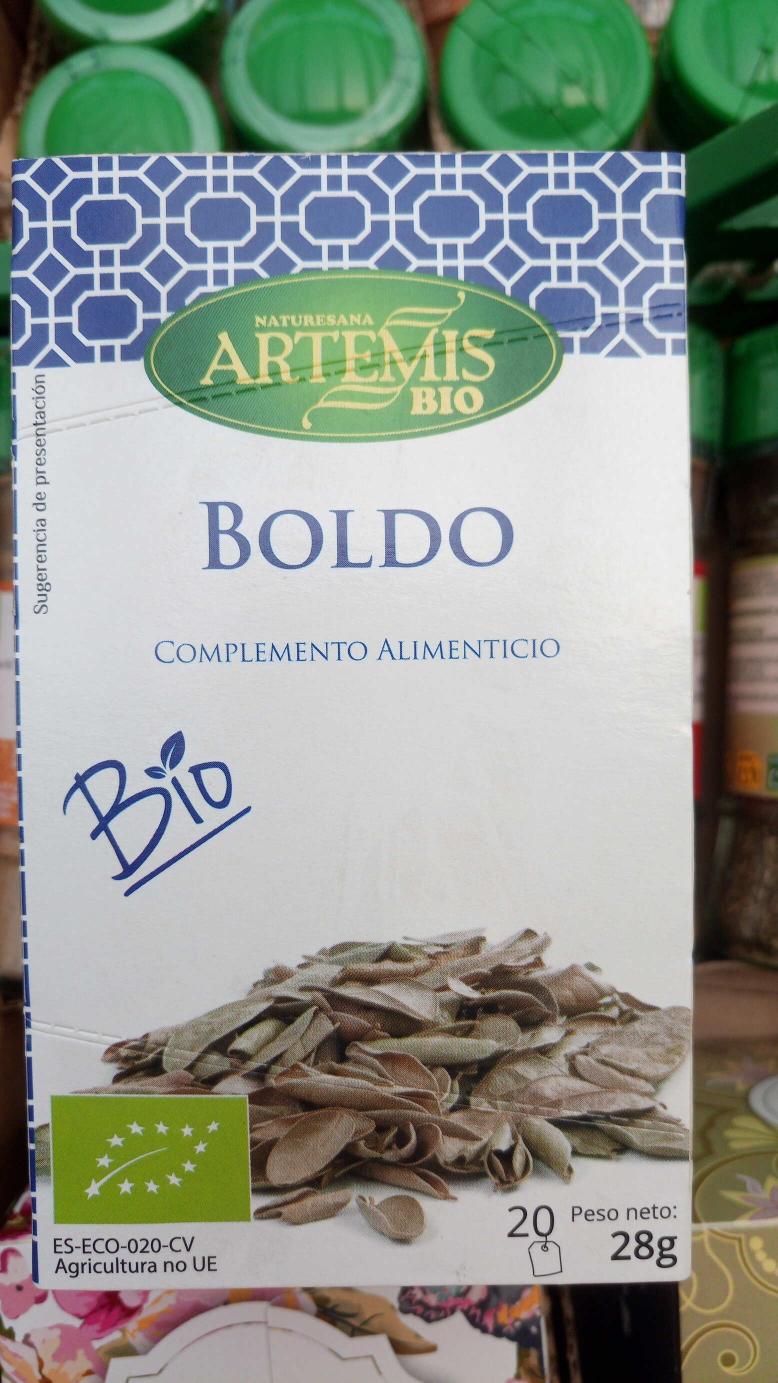 NATURESANA
ARTEMIS
BIO
Sugerencia de presentación
BOLDO
COMPLEMENTO ALIMENTICIO
Bio
ES-ECO-020-CV
Agricultura no UE
20
Peso neto:
28g